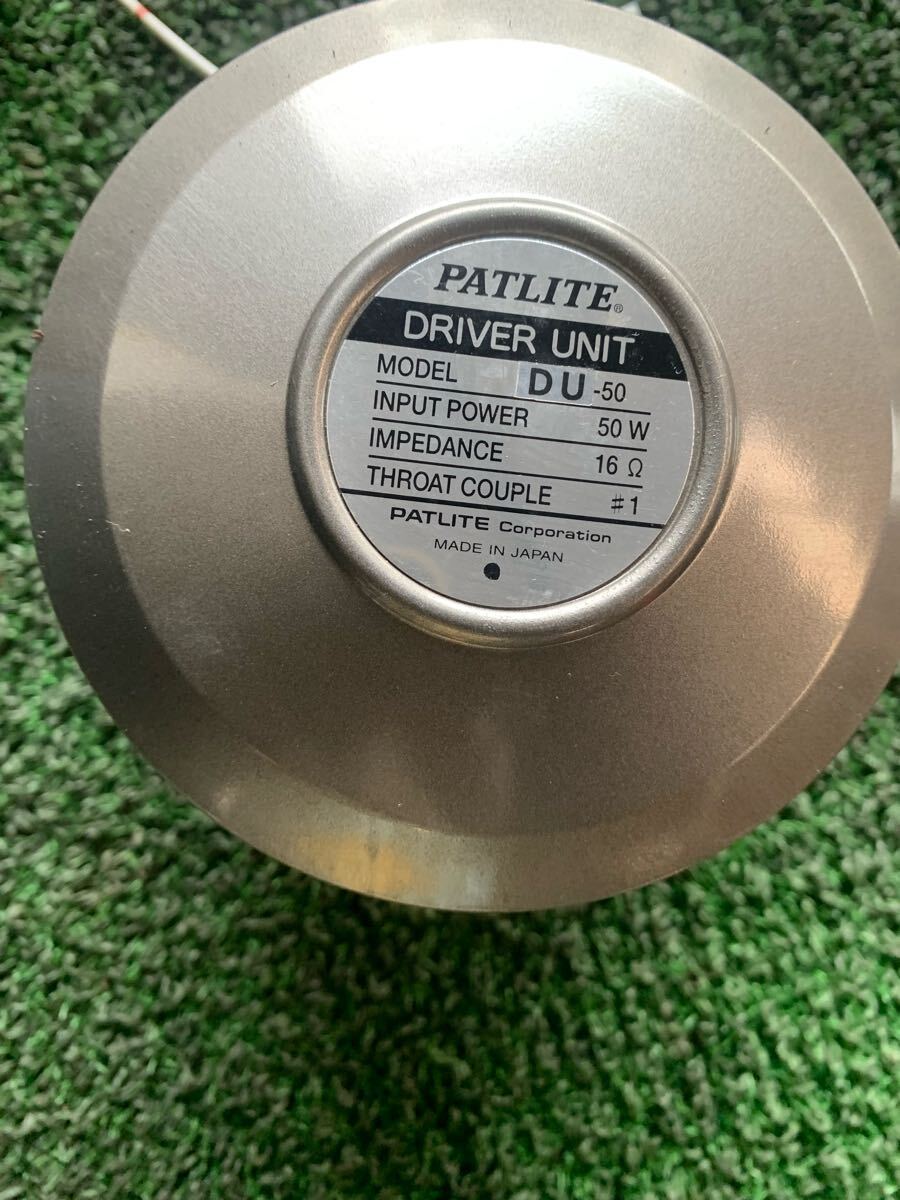 PATLITE®
DRIVER UNIT
MODEL DU-50
INPUT POWER 50 W
IMPEDANCE 16 Ω
THROAT COUPLE #1
PATLITE Corporation
MADE IN JAPAN